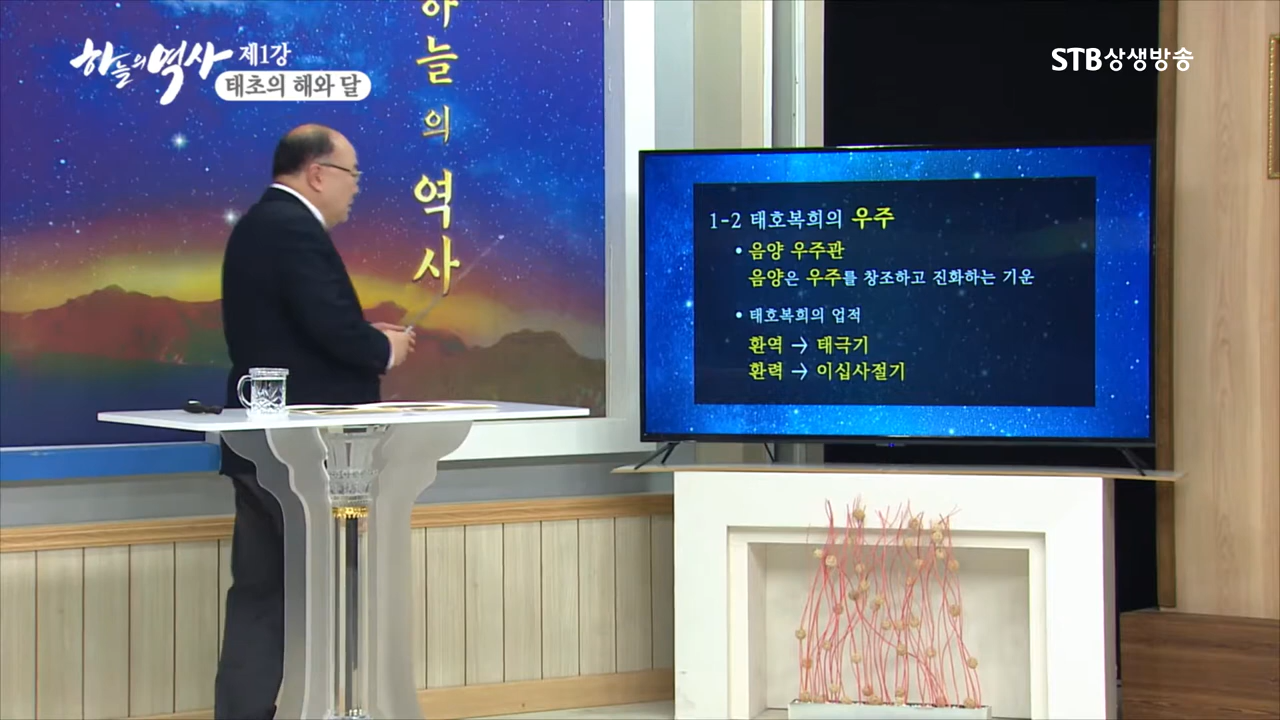 하늘의 역사 제1강
태초의 해와 달
STB상생방송
하늘의 역사
1-2 태호복희의 우주
• 음양 우주관
음양은 우주를 창조하고 진화하는 기운
• 태호복희의 업적
환역 → 태극기
환력 → 이십사절기